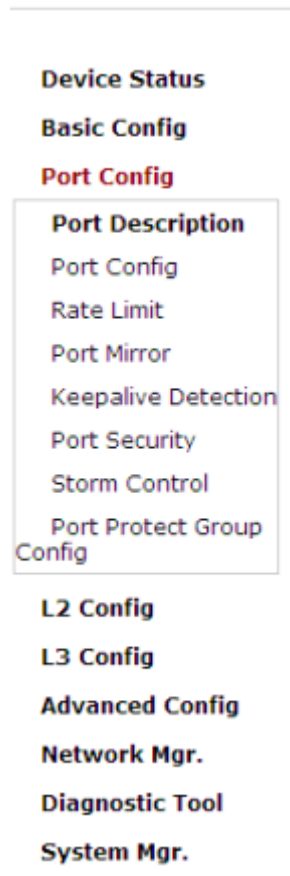 Device Status
Basic Config
Port Config
Port Description
Port Config
Rate Limit
Port Mirror
Keepalive Detection
Port Security
Storm Control
Port Protect Group
Config
L2 Config
L3 Config
Advanced Config
Network Mgr.
Diagnostic Tool
System Mgr.